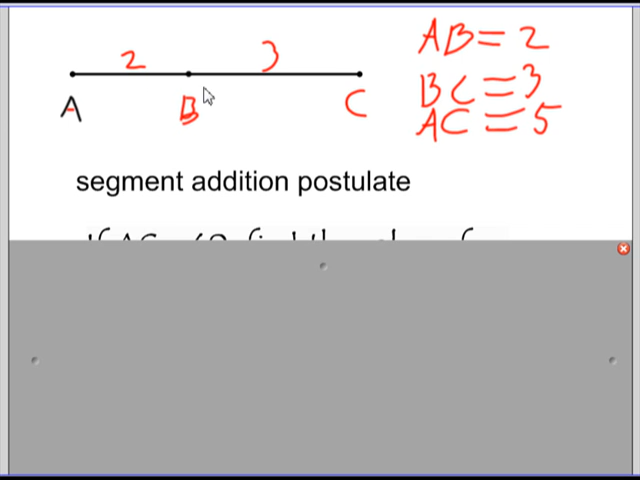 2 3
A B C
AB = 2
BC = 3
AC = 5
segment addition postulate